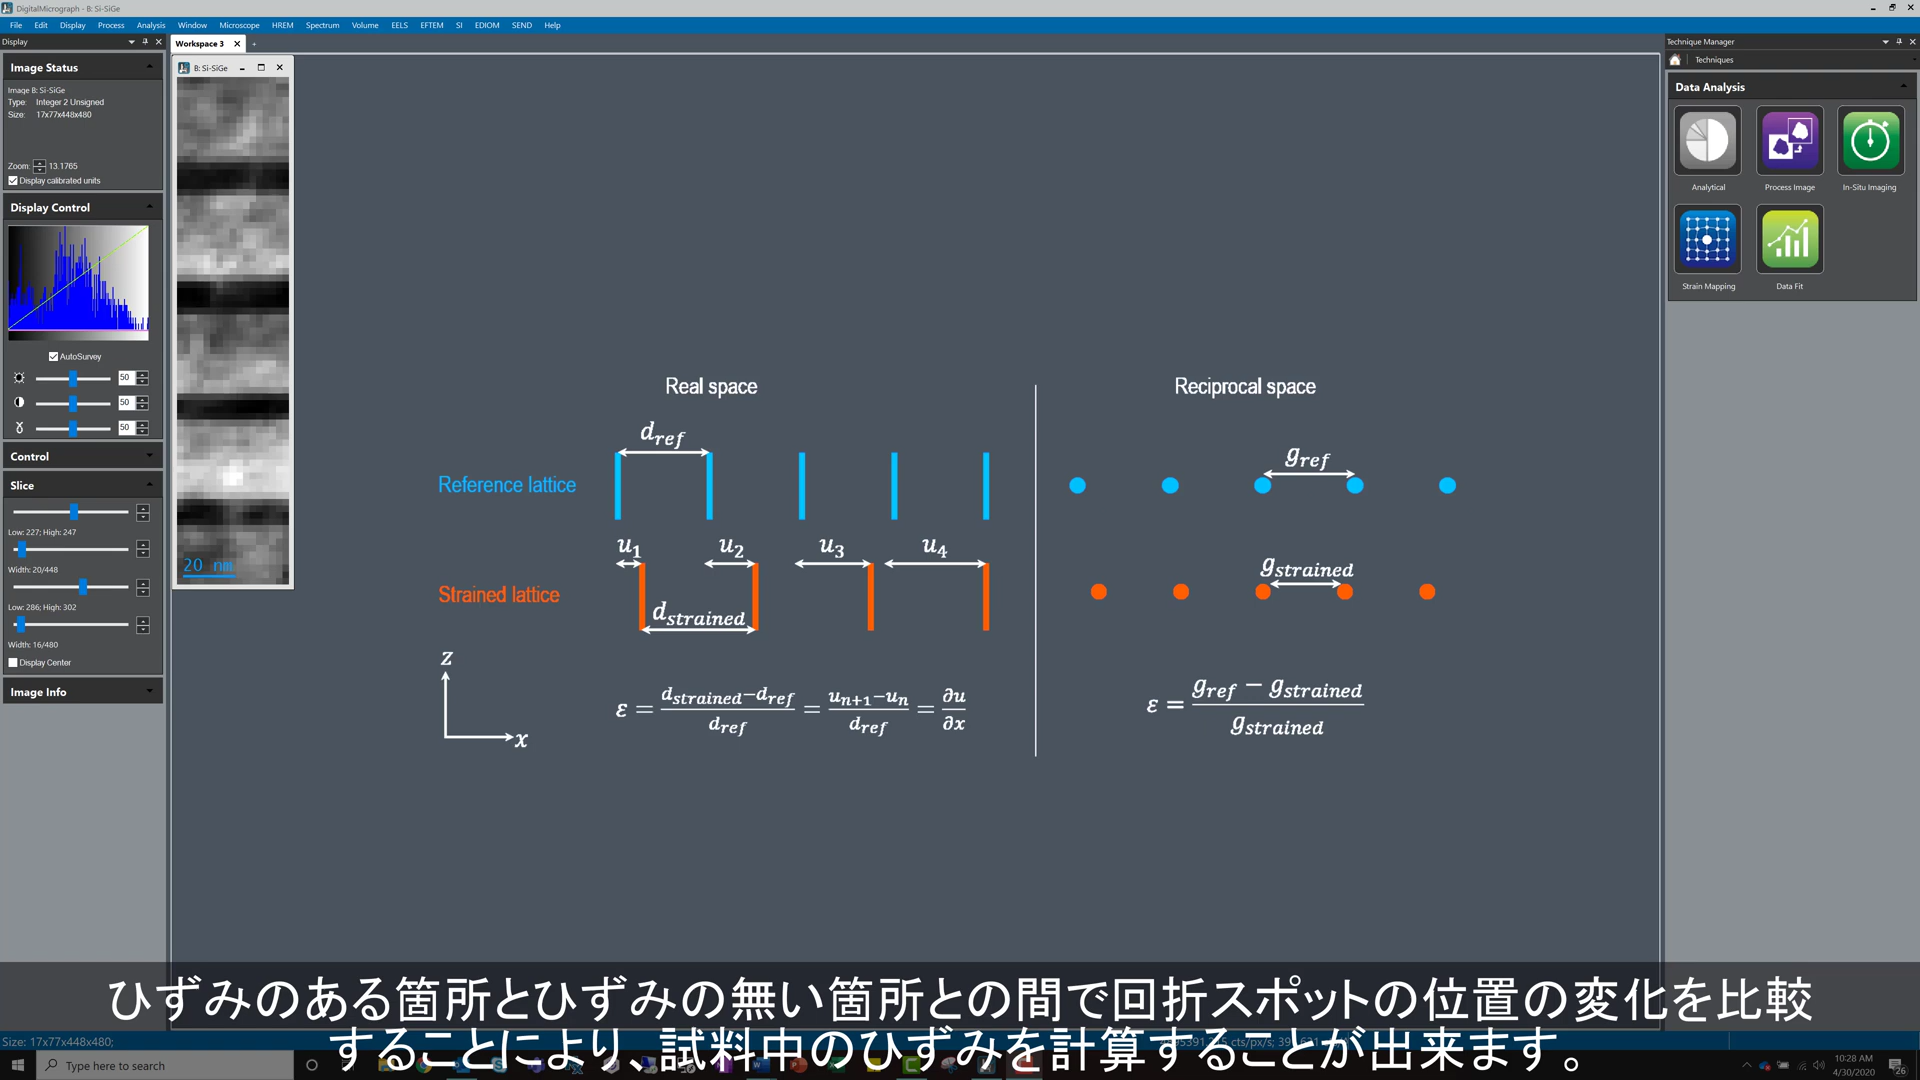 DigitalMicrograph - B: Si-SiGe
File Edit Display Process Analysis Window Microscope HREM Spectrum Volume EELS EFTEM SI EDIOM SEND Help
Display
Image Status
Image B: Si-SiGe
Type: Integer 2 Unsigned
Size: 17x77x448x480
Zoom: 13.1765
Display calibrated units
Display Control
AutoSurvey
50
50
50
Control
Slice
Low: 227; High: 247
Width: 20/448
Low: 286; High: 302
Width: 16/480
Display Center
Image Info
Workspace 3
B: Si-SiGe
20 nm
Real space
Reciprocal space
d_ref
g_ref
Reference lattice
u_1 u_2 u_3 u_4
g_strained
Strained lattice
d_strained
z
x
ε = (d_strained−d_ref)/d_ref = (u_n+1−u_n)/d_ref = ∂u/∂x
ε = (g_ref − g_strained)/g_strained
Technique Manager
Techniques
Data Analysis
Analytical
Process Image
In-Situ Imaging
Strain Mapping
Data Fit
ひずみのある箇所とひずみの無い箇所との間で回折スポットの位置の変化を比較
することにより、試料中のひずみを計算することが出来ます。
Size: 17x77x448x480;
Type here to search
10:28 AM
4/30/2020
26